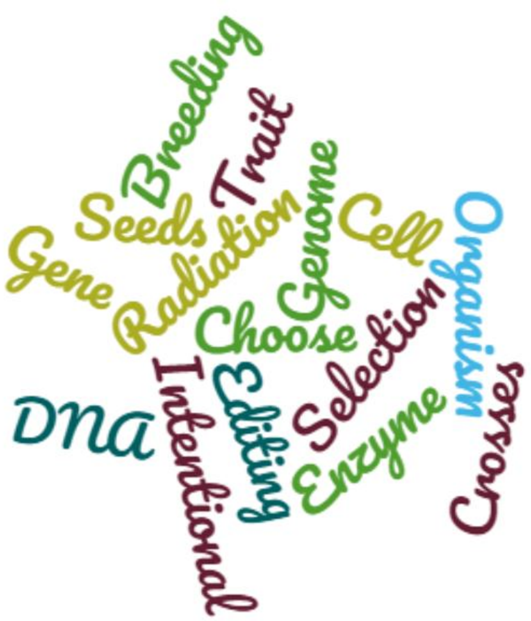 Breeding
Trait
Genome
Seeds
Cell
Organism
Gene
Radiation
Choose
Selection
Intentional
Editing
DNA
Enzyme
Crosses